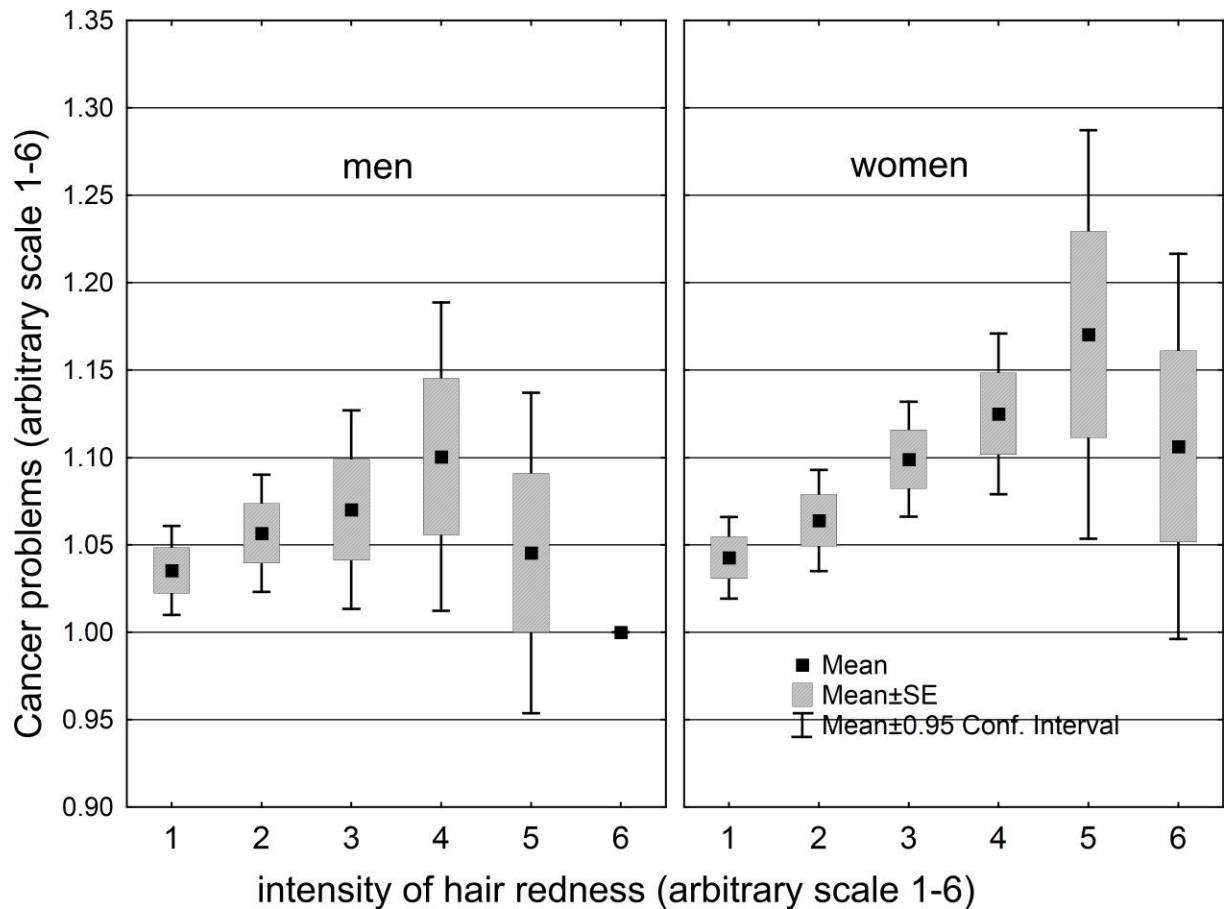 Cancer problems (arbitrary scale 1-6)
1.35
1.30
1.25
1.20
1.15
1.10
1.05
1.00
0.95
0.90
men
women
Mean
Mean±SE
Mean±0.95 Conf. Interval
1 2 3 4 5 6
1 2 3 4 5 6
intensity of hair redness (arbitrary scale 1-6)